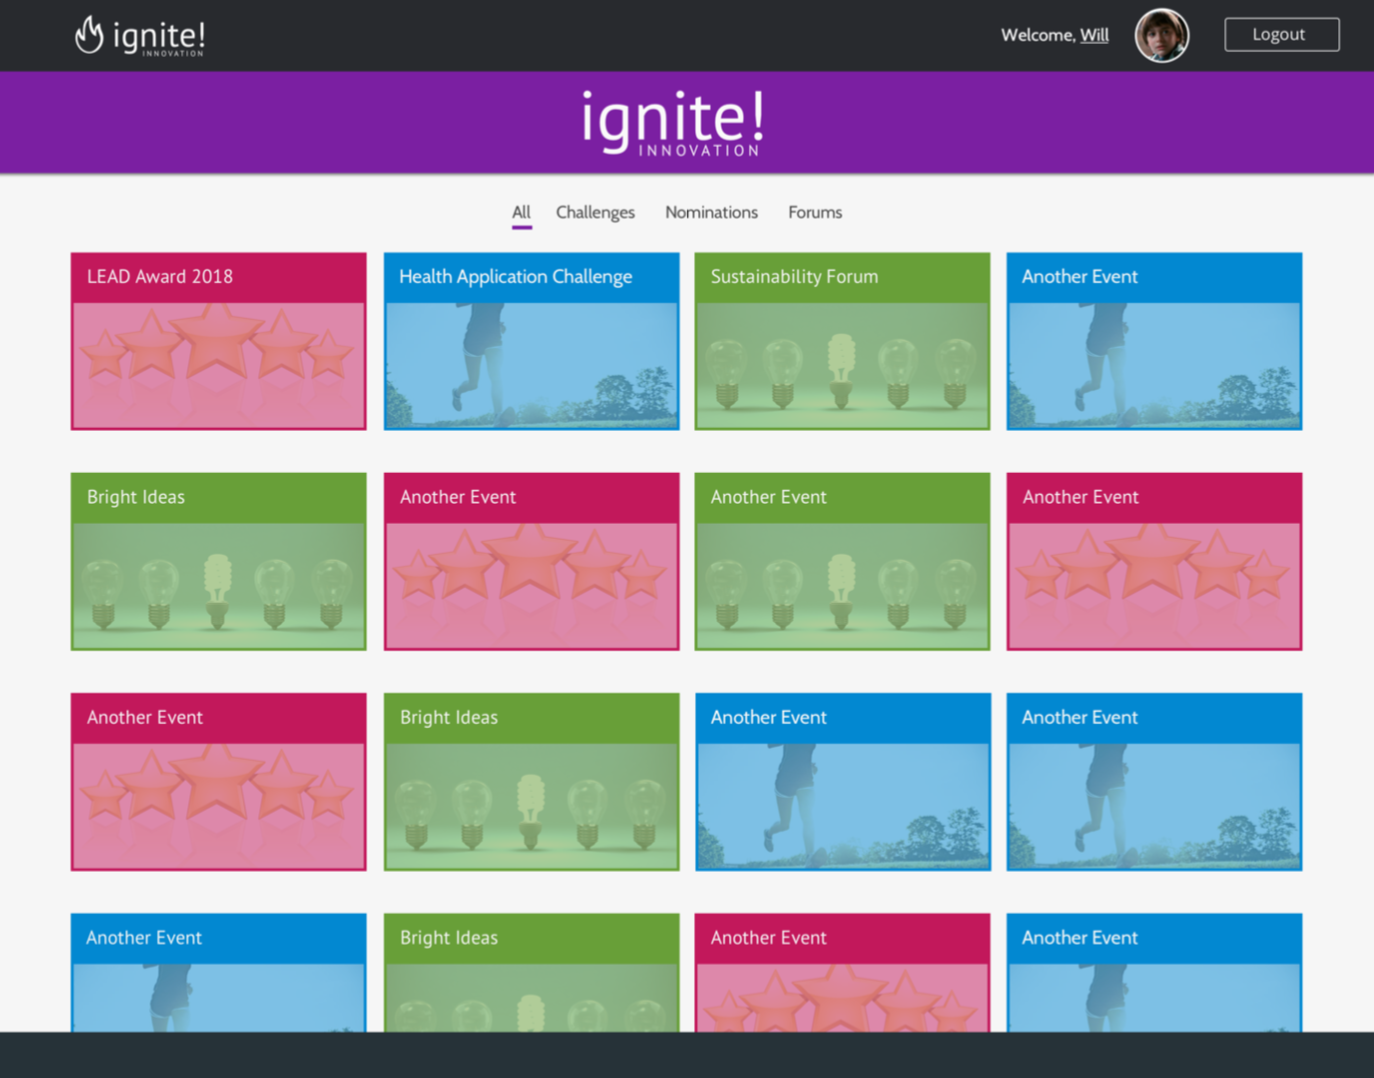 ignite!
INNOVATION
Welcome, Will
Logout
ignite!
INNOVATION
All Challenges Nominations Forums
LEAD Award 2018
Health Application Challenge
Sustainability Forum
Another Event
Bright Ideas
Another Event
Another Event
Another Event
Another Event
Bright Ideas
Another Event
Another Event
Another Event
Bright Ideas
Another Event
Another Event